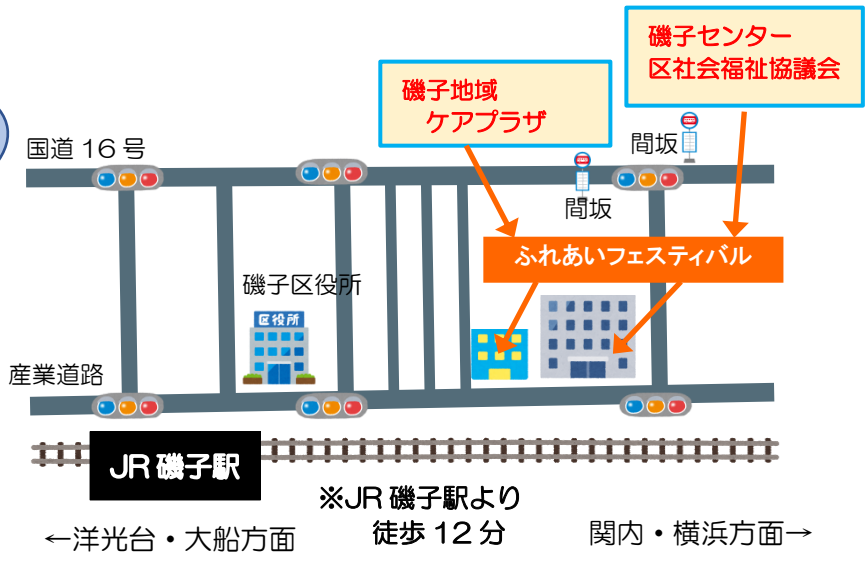 磯子センター
区社会福祉協議会
磯子地域
ケアプラザ
国道 16 号
間坂
間坂
ふれあいフェスティバル
磯子区役所
区役所
産業道路
JR 磯子駅
※JR 磯子駅より
徒歩 12 分
←洋光台・大船方面
関内・横浜方面→